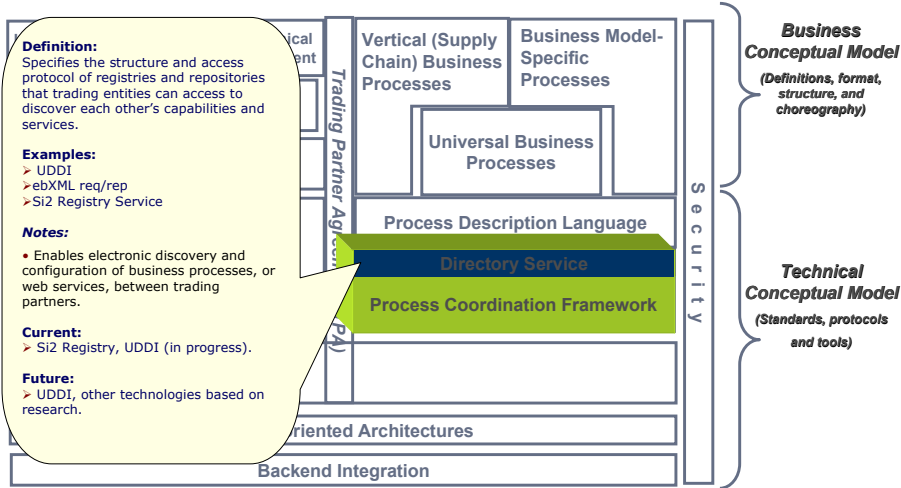 Definition:
Specifies the structure and access
protocol of registries and repositories
that trading entities can access to
discover each other's capabilities and
services.
Examples:
➢ UDDI
➢ebXML req/rep
➢Si2 Registry Service
Notes:
• Enables electronic discovery and
configuration of business processes, or
web services, between trading
partners.
Current:
➢ Si2 Registry, UDDI (in progress).
Future:
➢ UDDI, other technologies based on
research.
Trading Partner
Vertical (Supply
Chain) Business
Processes
Business Model-
Specific
Processes
Universal Business
Processes
Process Description Language
Directory Service
Process Coordination Framework
Architectures
Backend Integration
Security
Business
Conceptual Model
(Definitions, format,
structure, and
choreography)
Technical
Conceptual Model
(Standards, protocols
and tools)